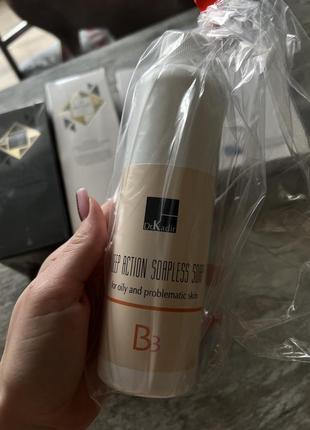 Dr.Kadir
DEEP ACTION SOAPLESS SOAP
for oily and problematic skin
B3